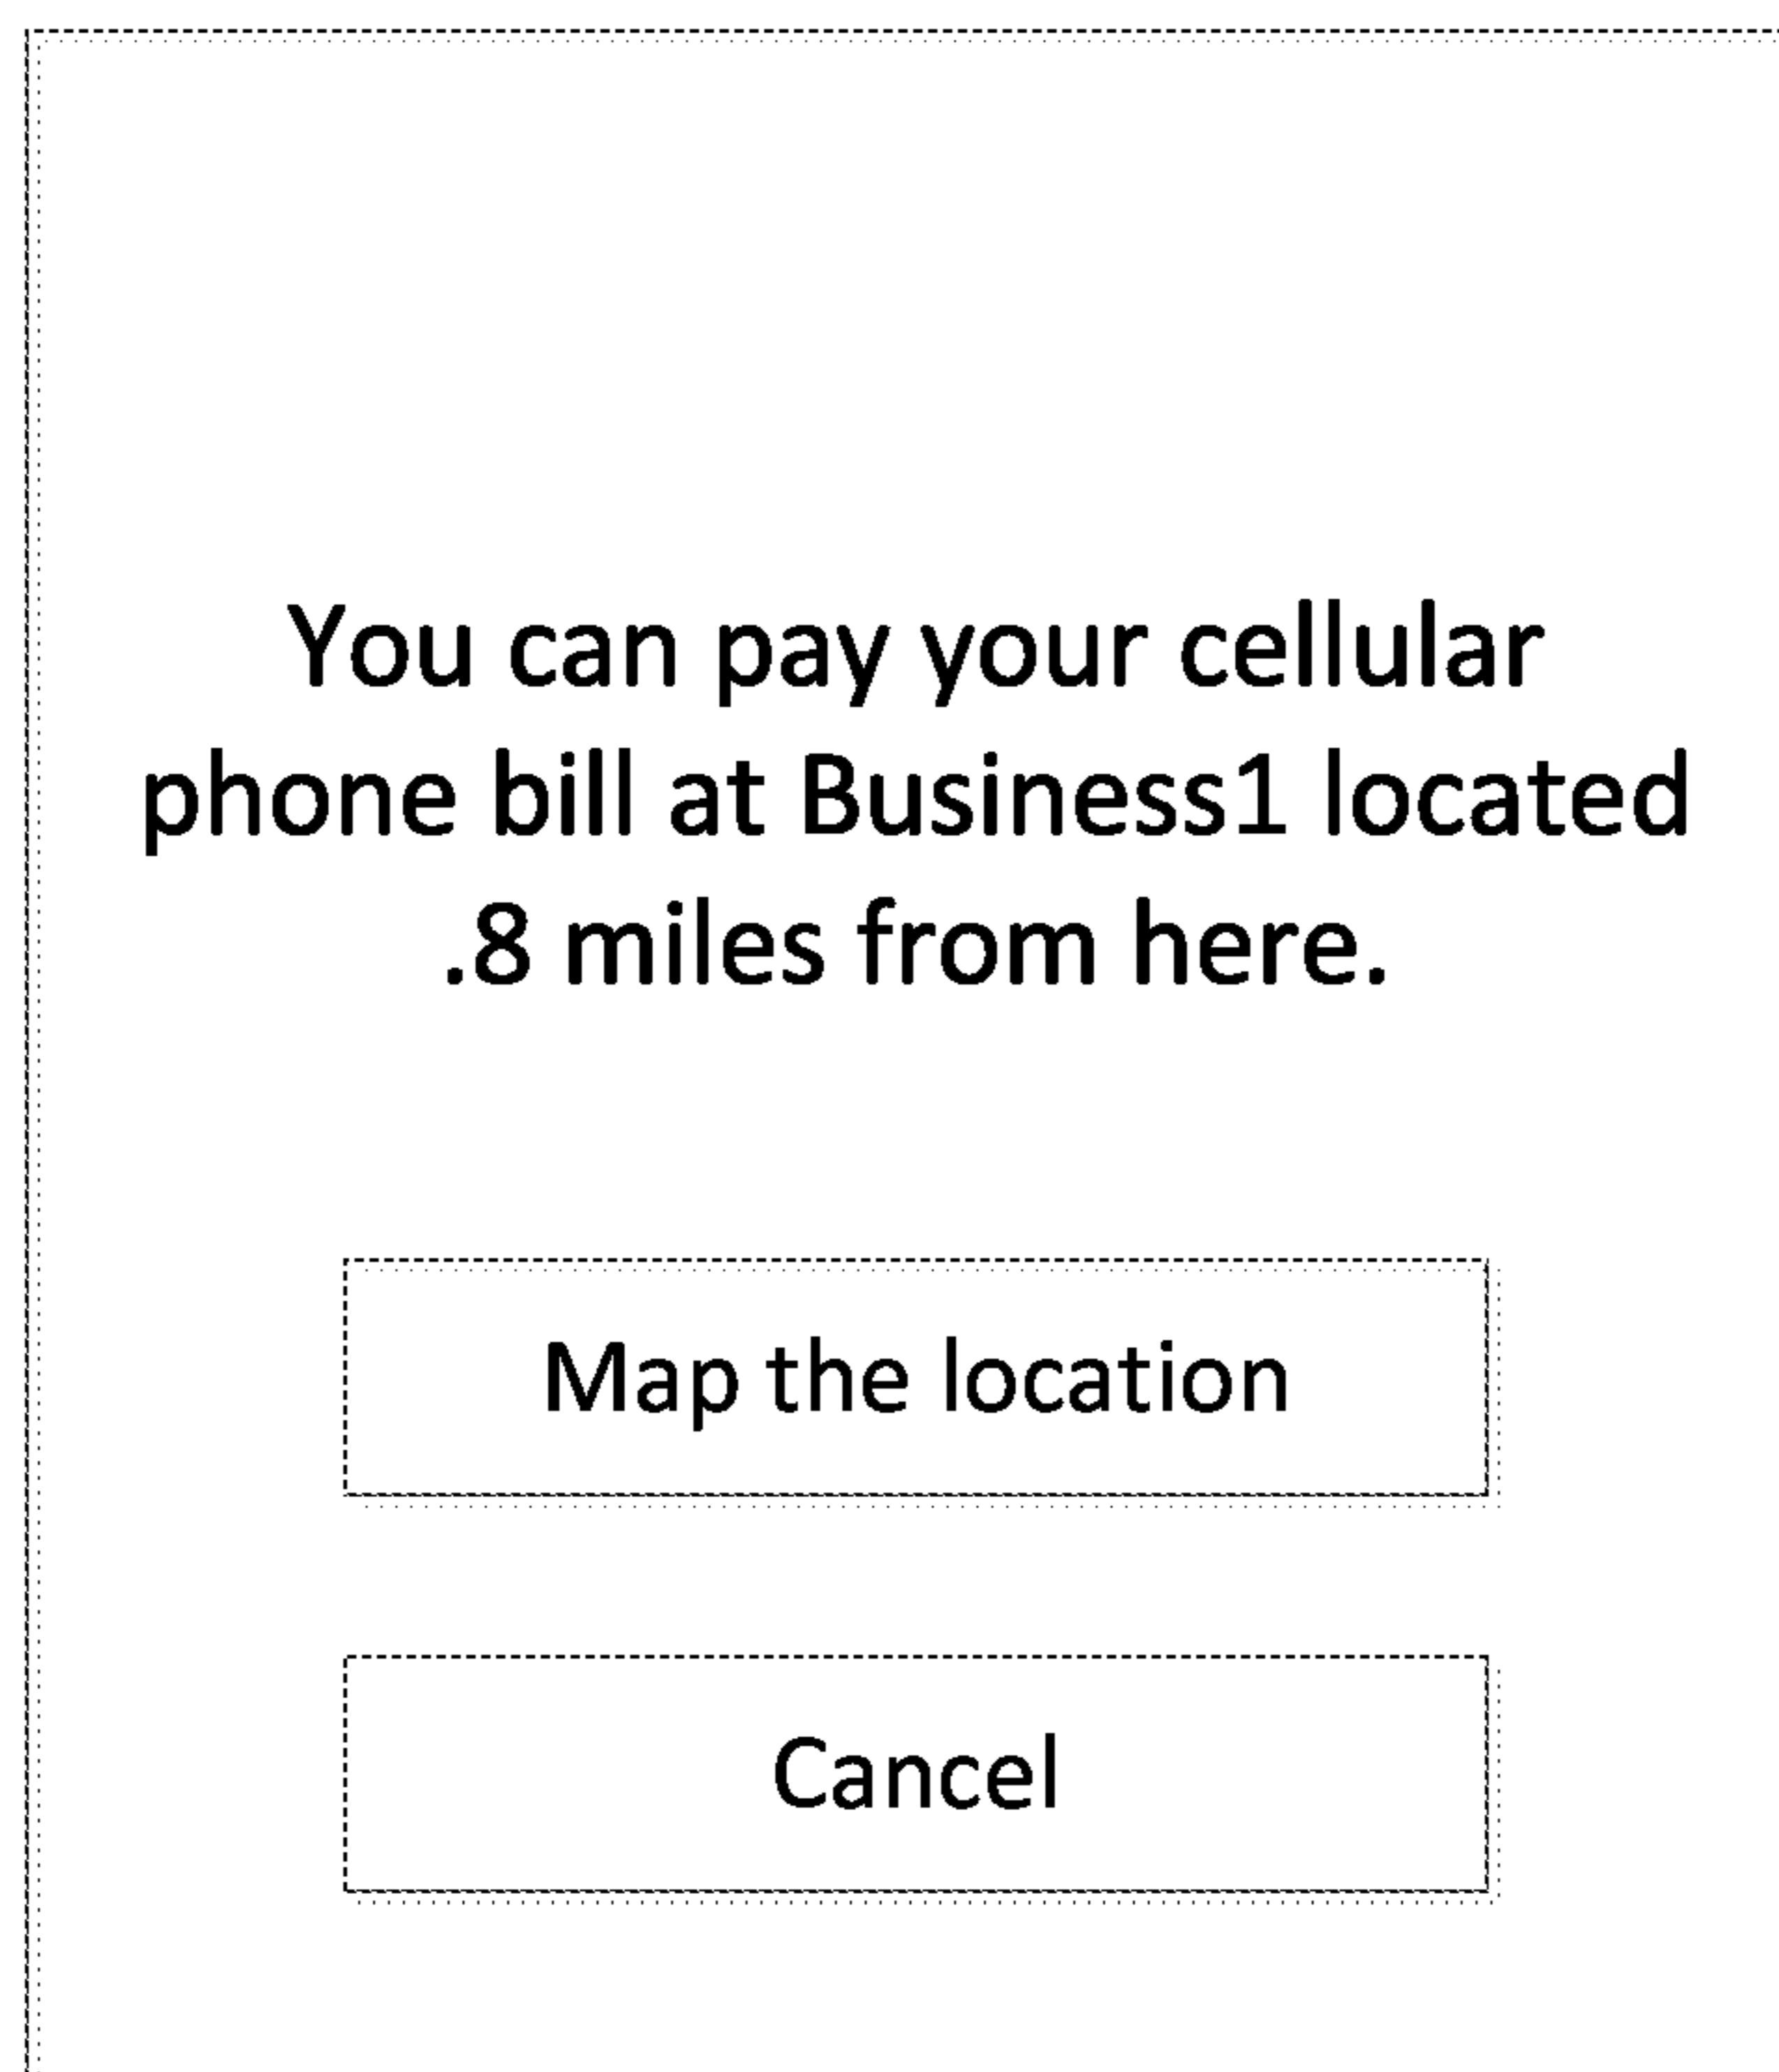 You can pay your cellular
phone bill at Business1 located
.8 miles from here.
Map the location
Cancel